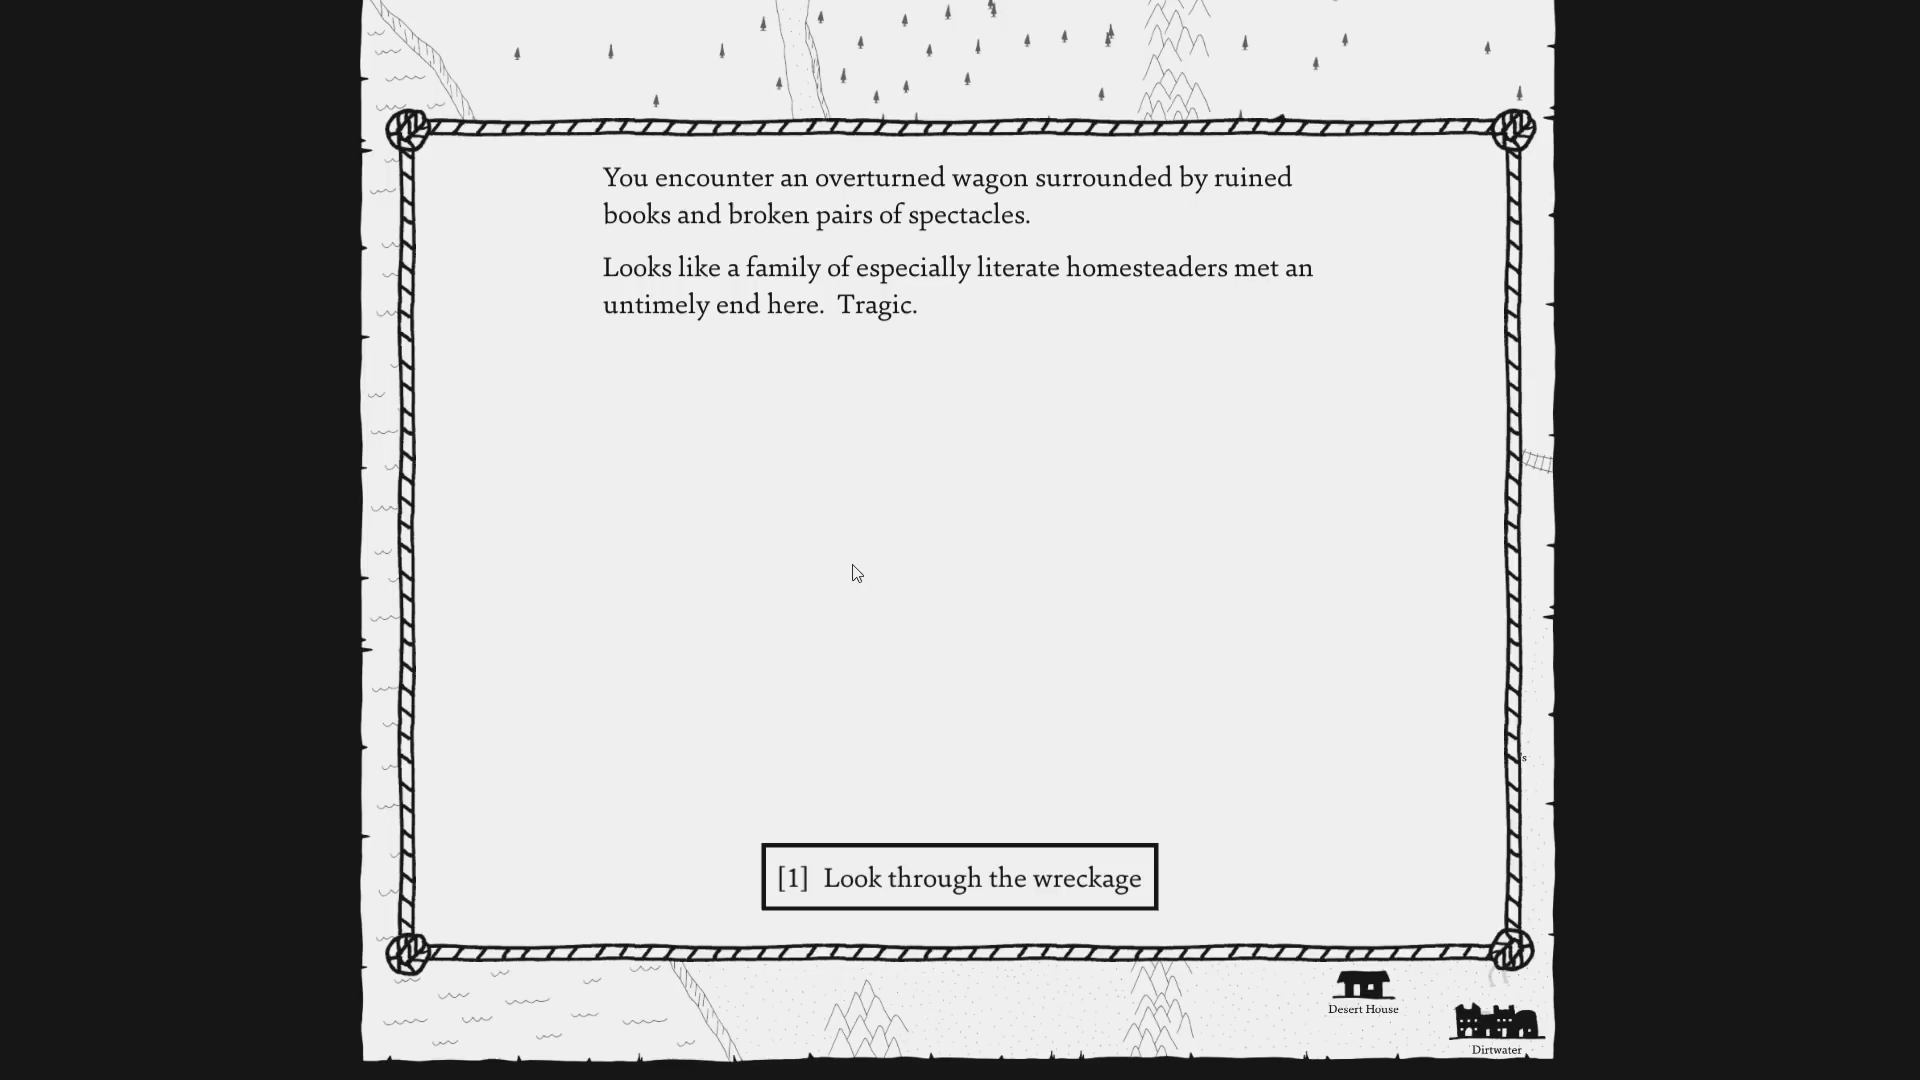 You encounter an overturned wagon surrounded by ruined
books and broken pairs of spectacles.
Looks like a family of especially literate homesteaders met an
untimely end here.  Tragic.
[1]  Look through the wreckage
Desert House
Dirtwater